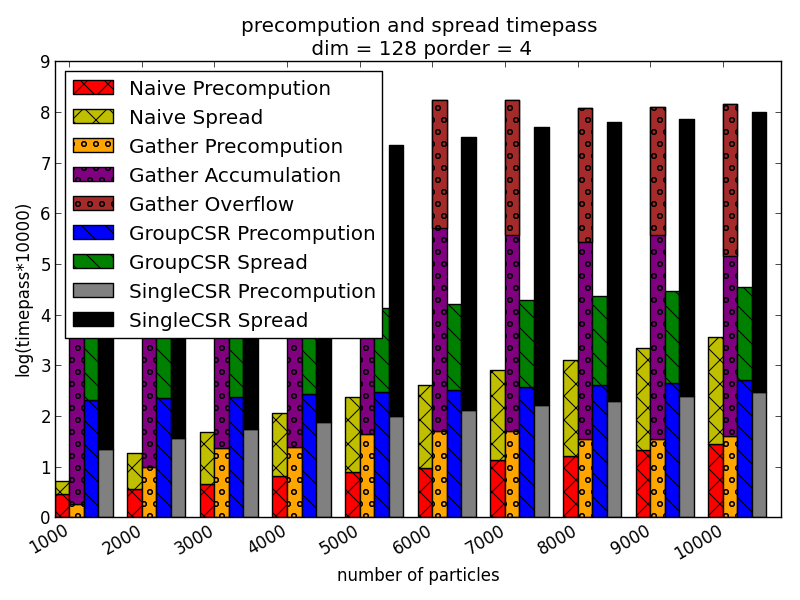 precompution and spread timepass
dim = 128 porder = 4
log(timepass*10000)
9
8
7
6
5
4
3
2
1
0
Naive Precompution
Naive Spread
Gather Precompution
Gather Accumulation
Gather Overflow
GroupCSR Precompution
GroupCSR Spread
SingleCSR Precompution
SingleCSR Spread
1000 2000 3000 4000 5000 6000 7000 8000 9000 10000
number of particles